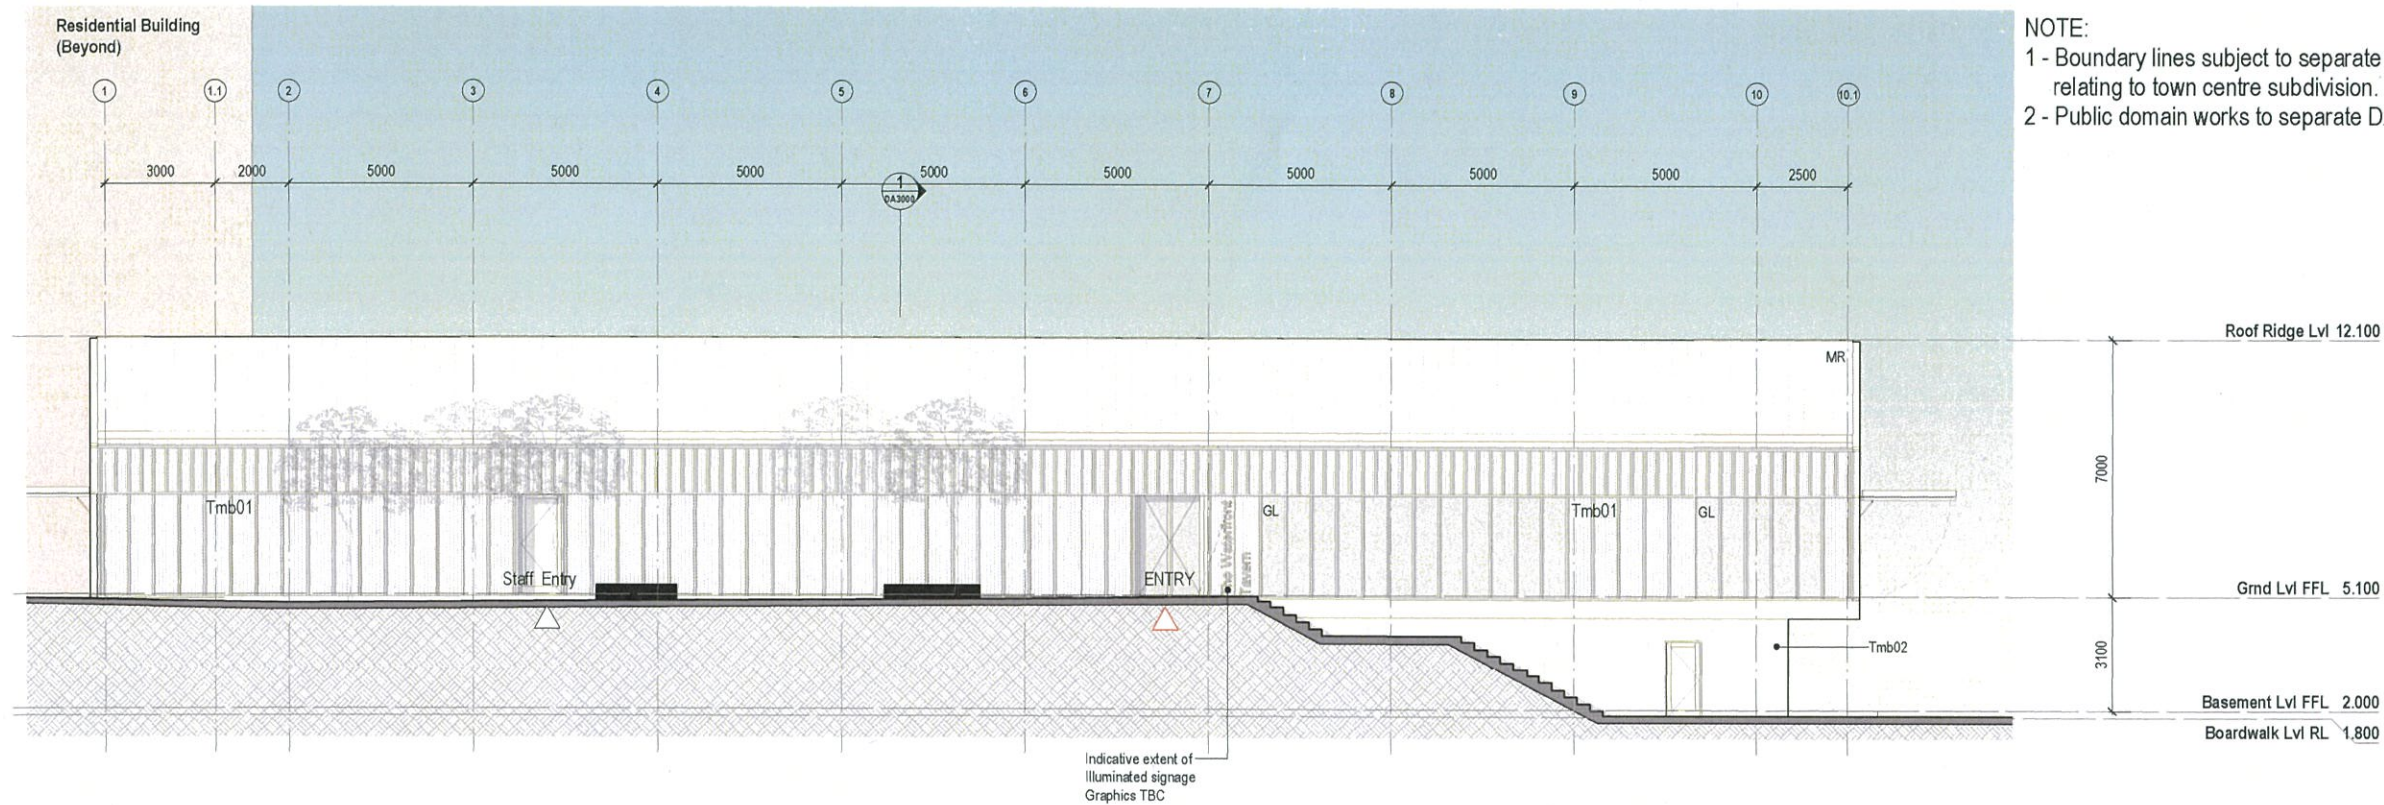 Residential Building
(Beyond)
NOTE:
1 - Boundary lines subject to separate
relating to town centre subdivision.
2 - Public domain works to separate D
1 1.1 2 3 4 5 6 7 8 9 10 10.1
3000 2000 5000 5000 5000 5000 5000 5000 5000 5000 2500
1
DA3000
Roof Ridge Lvl 12.100
MR
7000
Tmb01
GL
Tmb01
GL
The Waterfront
Tavern
Staff Entry
ENTRY
Grnd Lvl FFL 5.100
Tmb02
3100
Basement Lvl FFL 2.000
Boardwalk Lvl RL 1.800
Indicative extent of
Illuminated signage
Graphics TBC